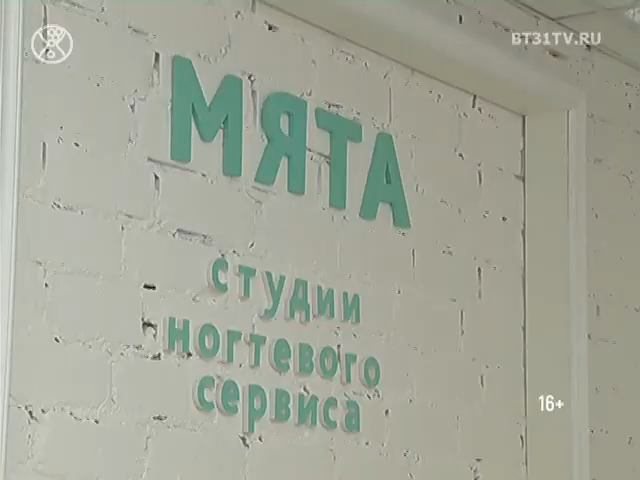 BT31TV.RU
МЯТА
студии
ногтевого
сервиса
16+